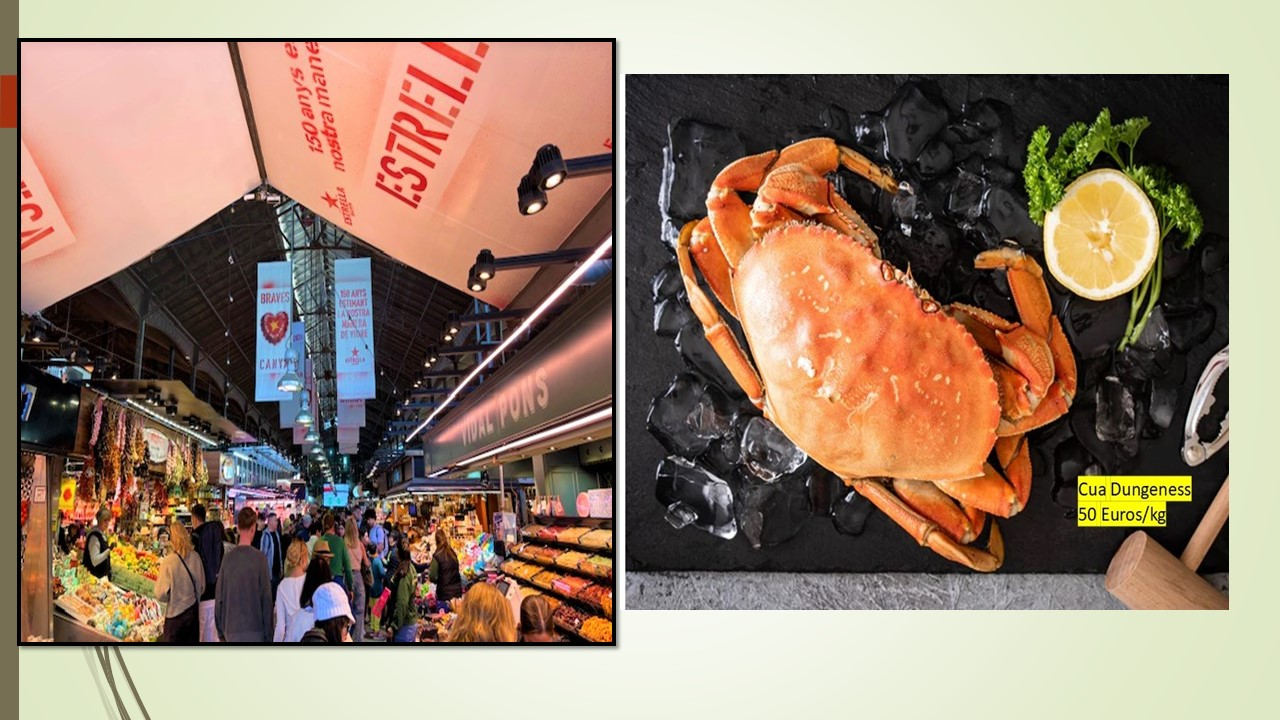 150 anys e
nostra mane
ESTRELL
ESTRELLA
BRAVES
CANYA
150 ANYS
ESTIMANT
LA NOSTRA
MANERA
DE VIURE
VIDAL PONS
Cua Dungeness
50 Euros/kg